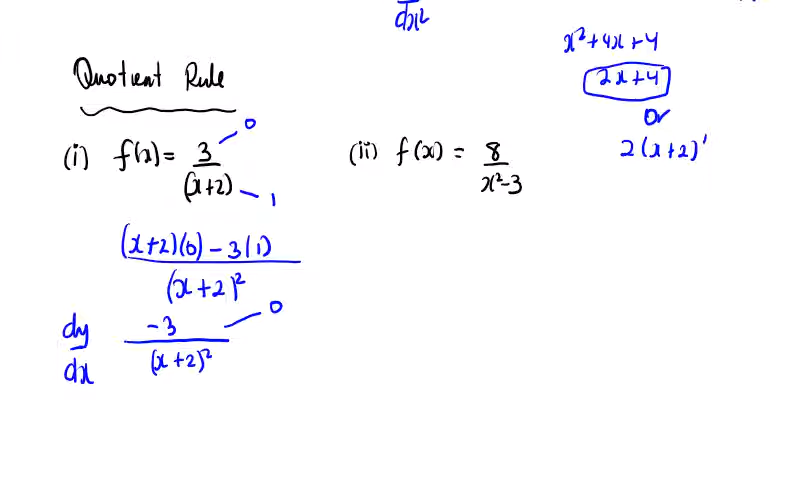 dx²
x²+4x+4
2x+4
Or
2(x+2)'
Quotient Rule
(i) f(x) = 3/(x+2)
0
1
(x+2)(0) - 3(1)
(x+2)²
dy/dx -3/(x+2)²
0
(ii) f(x) = 8/x²-3